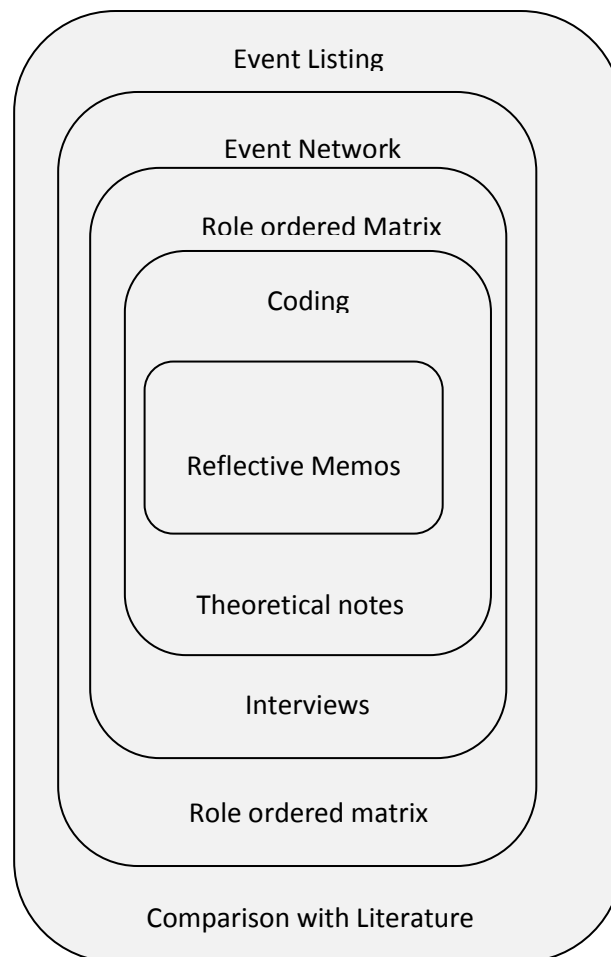 Event Listing
Event Network
Role ordered Matrix
Coding
Reflective Memos
Theoretical notes
Interviews
Role ordered matrix
Comparison with Literature